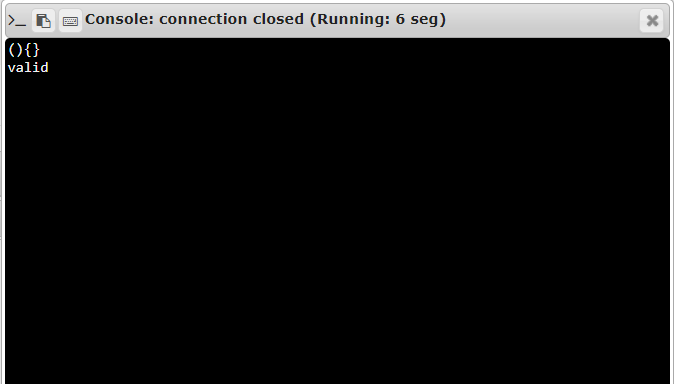 >_ Console: connection closed (Running: 6 seg)
(){}
valid